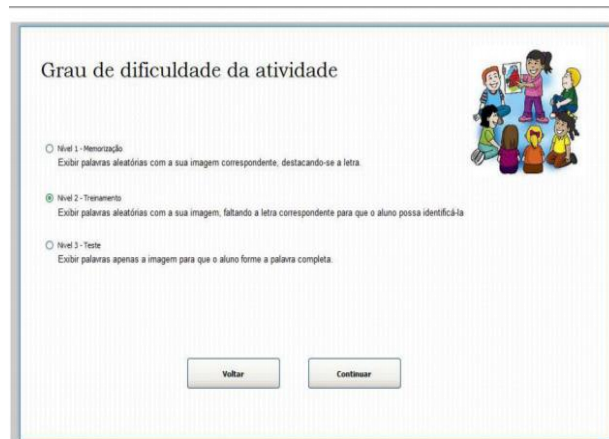 Grau de dificuldade da atividade
Nível 1 - Memorização
Exibir palavras aleatórias com a sua imagem correspondente, destacando-se a letra.
Nível 2 - Treinamento
Exibir palavras aleatórias com a sua imagem, faltando a letra correspondente para que o aluno possa identificá-la
Nível 3 - Teste
Exibir palavras apenas a imagem para que o aluno forme a palavra completa.
Voltar
Continuar